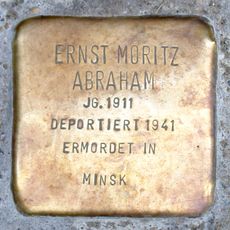 ERNST MORITZ
ABRAHAM
JG. 1911
DEPORTIERT 1941
ERMORDET IN
MINSK